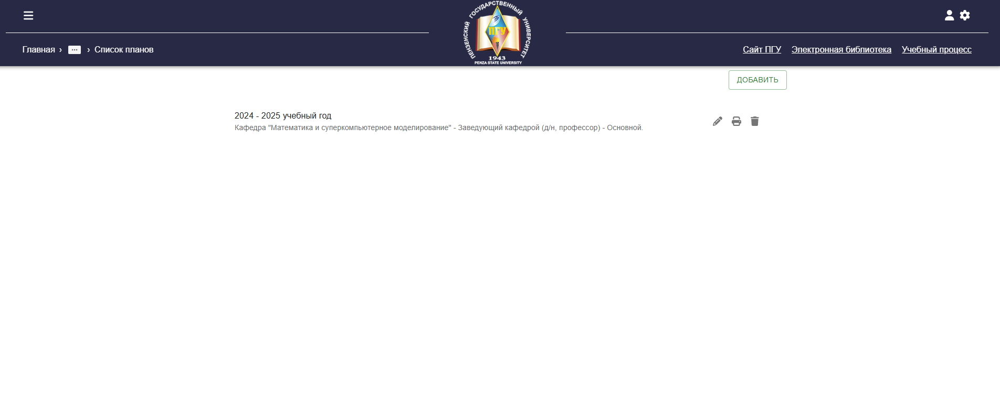 ПЕНЗЕНСКИЙ ГОСУДАРСТВЕННЫЙ УНИВЕРСИТЕТ
ПГУ
1943
PENZA STATE UNIVERSITY
Главная › ... › Список планов
Сайт ПГУ Электронная библиотека Учебный процесс
ДОБАВИТЬ
2024 - 2025 учебный год
Кафедра "Математика и суперкомпьютерное моделирование" - Заведующий кафедрой (д/н, профессор) - Основной.